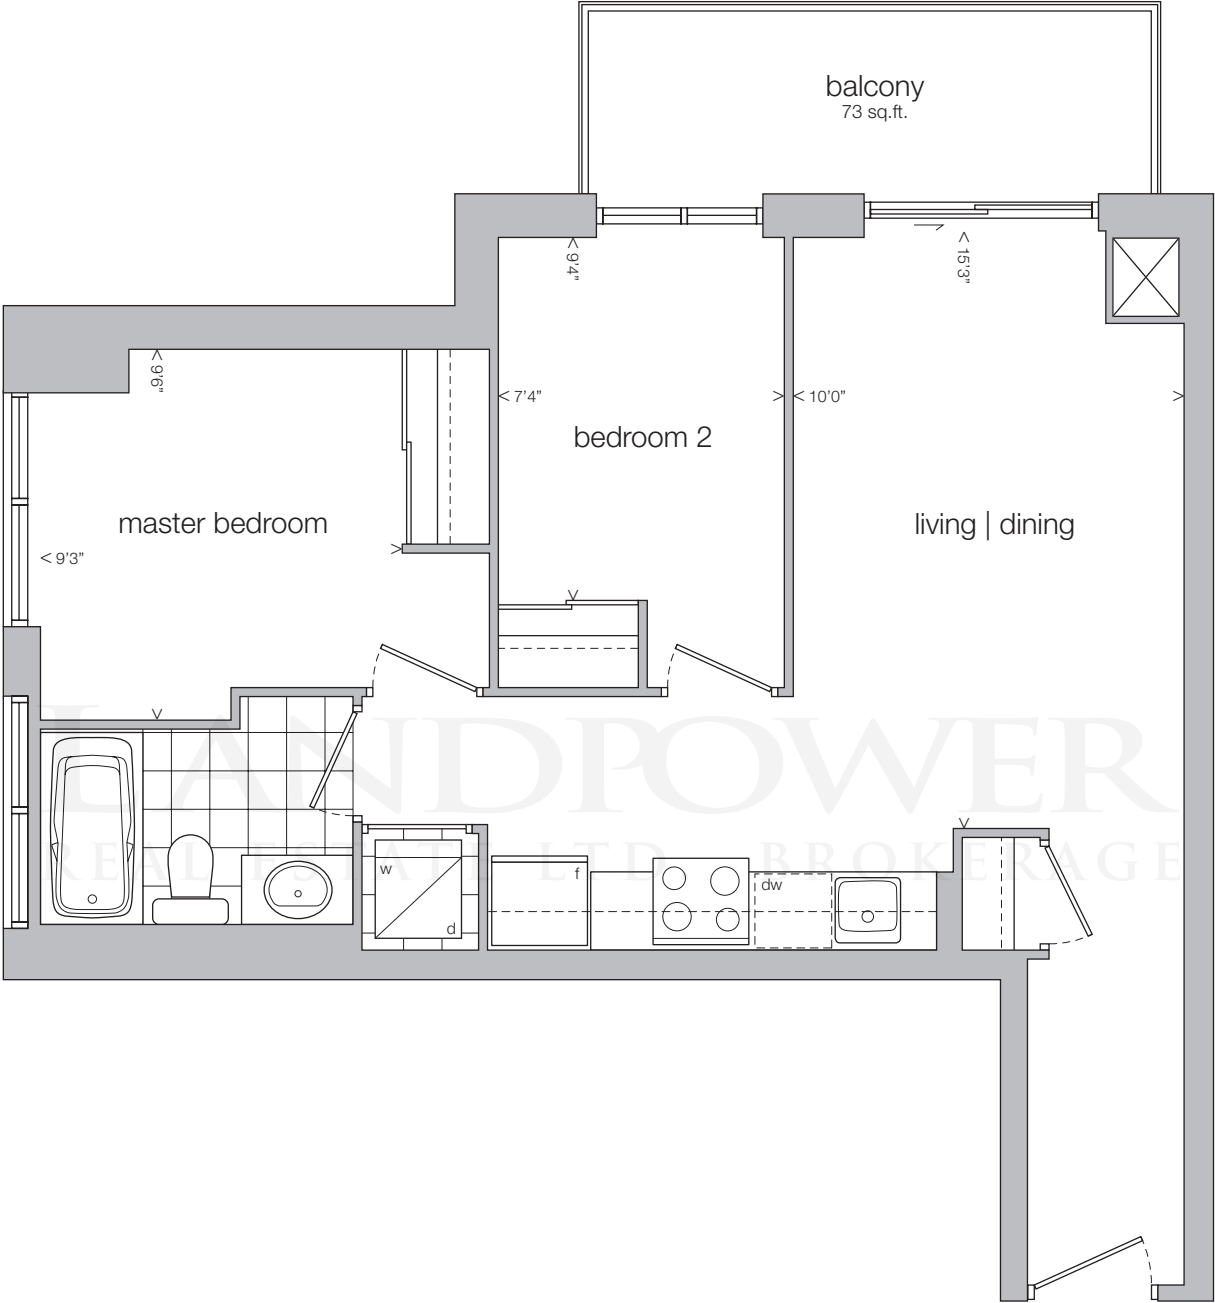 balcony
73 sq.ft.
< 9'4"
< 15'3"
< 9'6"
< 7'4" >
< 10'0" >
bedroom 2
master bedroom
living | dining
< 9'3" >
LANDPOWER
REAL ESTATE LTD. BROKERAGE
w
d
f
dw